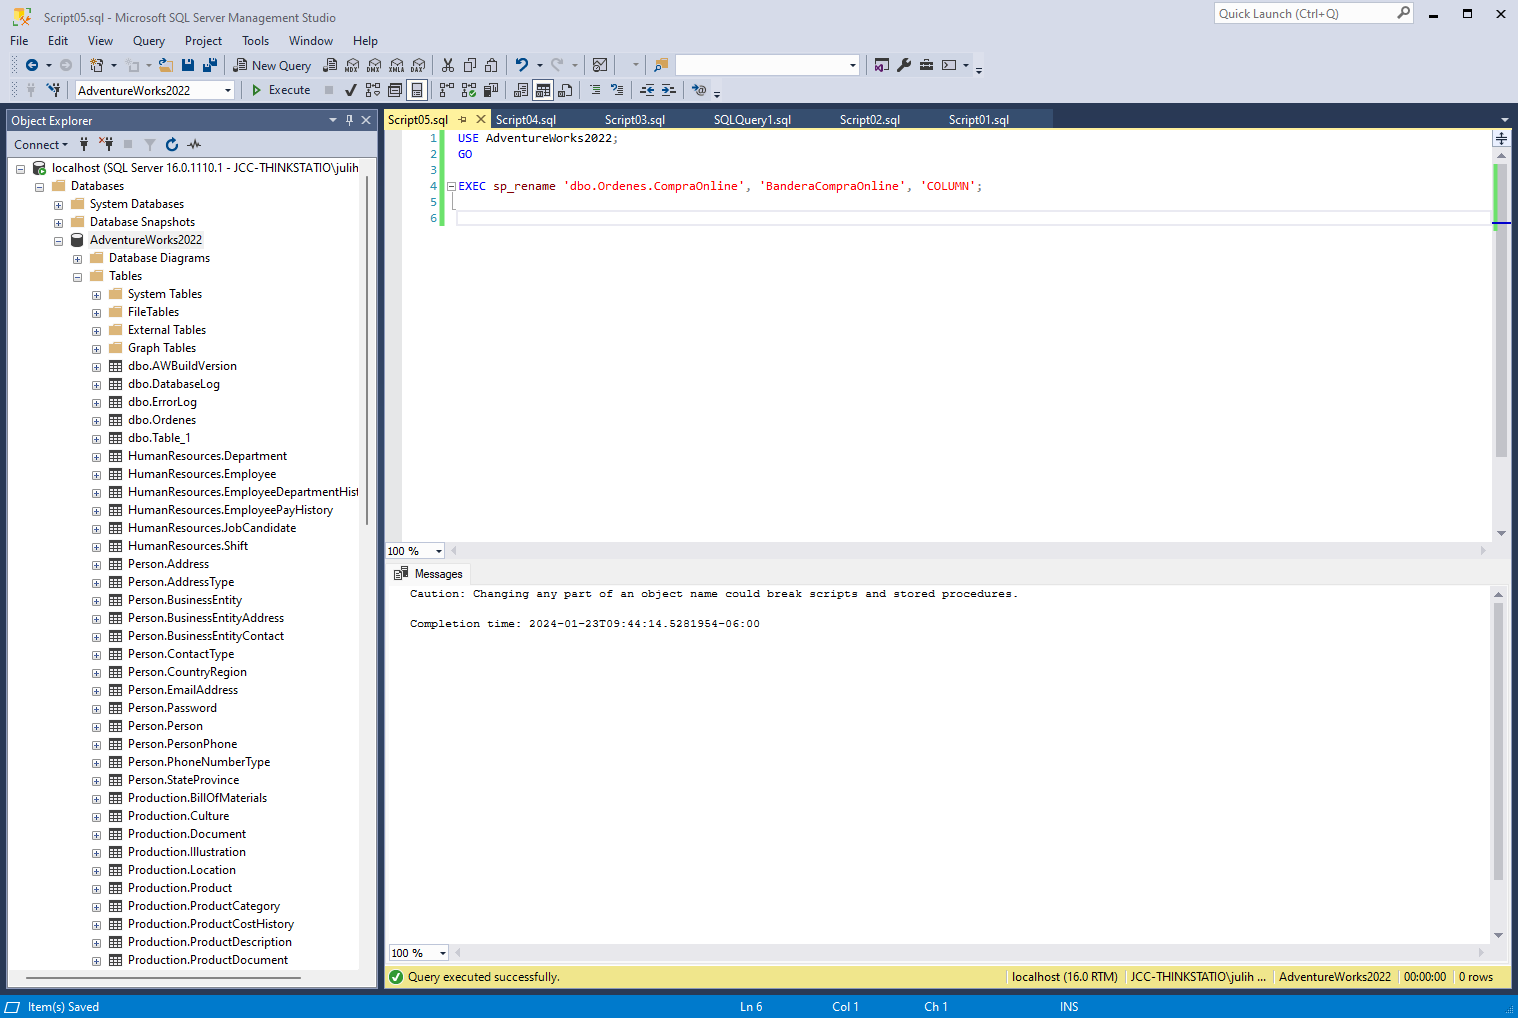 Script05.sql - Microsoft SQL Server Management Studio
Quick Launch (Ctrl+Q)
File Edit View Query Project Tools Window Help
New Query MDX DMX XMLA DAX
AdventureWorks2022 Execute
Object Explorer
Connect
localhost (SQL Server 16.0.1110.1 - JCC-THINKSTATIO\julih
Databases
System Databases
Database Snapshots
AdventureWorks2022
Database Diagrams
Tables
System Tables
FileTables
External Tables
Graph Tables
dbo.AWBuildVersion
dbo.DatabaseLog
dbo.ErrorLog
dbo.Ordenes
dbo.Table_1
HumanResources.Department
HumanResources.Employee
HumanResources.EmployeeDepartmentHist
HumanResources.EmployeePayHistory
HumanResources.JobCandidate
HumanResources.Shift
Person.Address
Person.AddressType
Person.BusinessEntity
Person.BusinessEntityAddress
Person.BusinessEntityContact
Person.ContactType
Person.CountryRegion
Person.EmailAddress
Person.Password
Person.Person
Person.PersonPhone
Person.PhoneNumberType
Person.StateProvince
Production.BillOfMaterials
Production.Culture
Production.Document
Production.Illustration
Production.Location
Production.Product
Production.ProductCategory
Production.ProductCostHistory
Production.ProductDescription
Production.ProductDocument
Script05.sql Script04.sql Script03.sql SQLQuery1.sql Script02.sql Script01.sql
1 USE AdventureWorks2022;
2 GO
3
4 EXEC sp_rename 'dbo.Ordenes.CompraOnline', 'BanderaCompraOnline', 'COLUMN';
5
6
100 %
Messages
Caution: Changing any part of an object name could break scripts and stored procedures.
Completion time: 2024-01-23T09:44:14.5281954-06:00
100 %
Query executed successfully. localhost (16.0 RTM) JCC-THINKSTATIO\julih ... AdventureWorks2022 00:00:00 0 rows
Item(s) Saved Ln 6 Col 1 Ch 1 INS